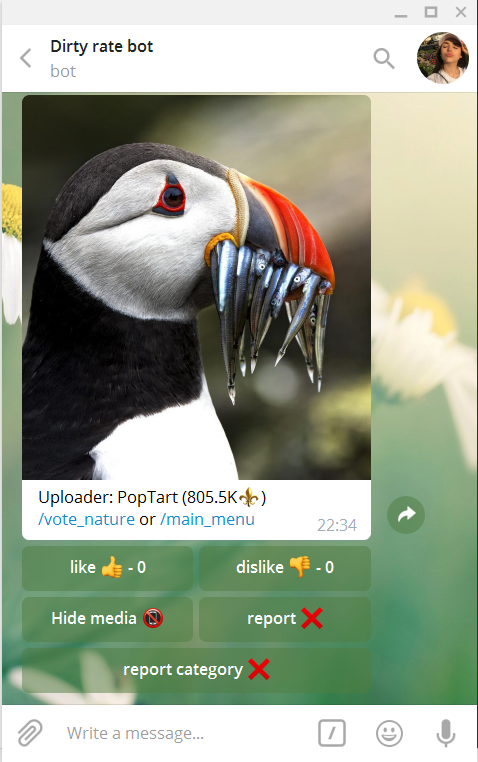 Dirty rate bot
bot
Uploader: PopTart (805.5K⚜️)
/vote_nature or /main_menu
22:34
like 👍 - 0
dislike 👎 - 0
Hide media 📵
report ❌
report category ❌
/
Write a message...